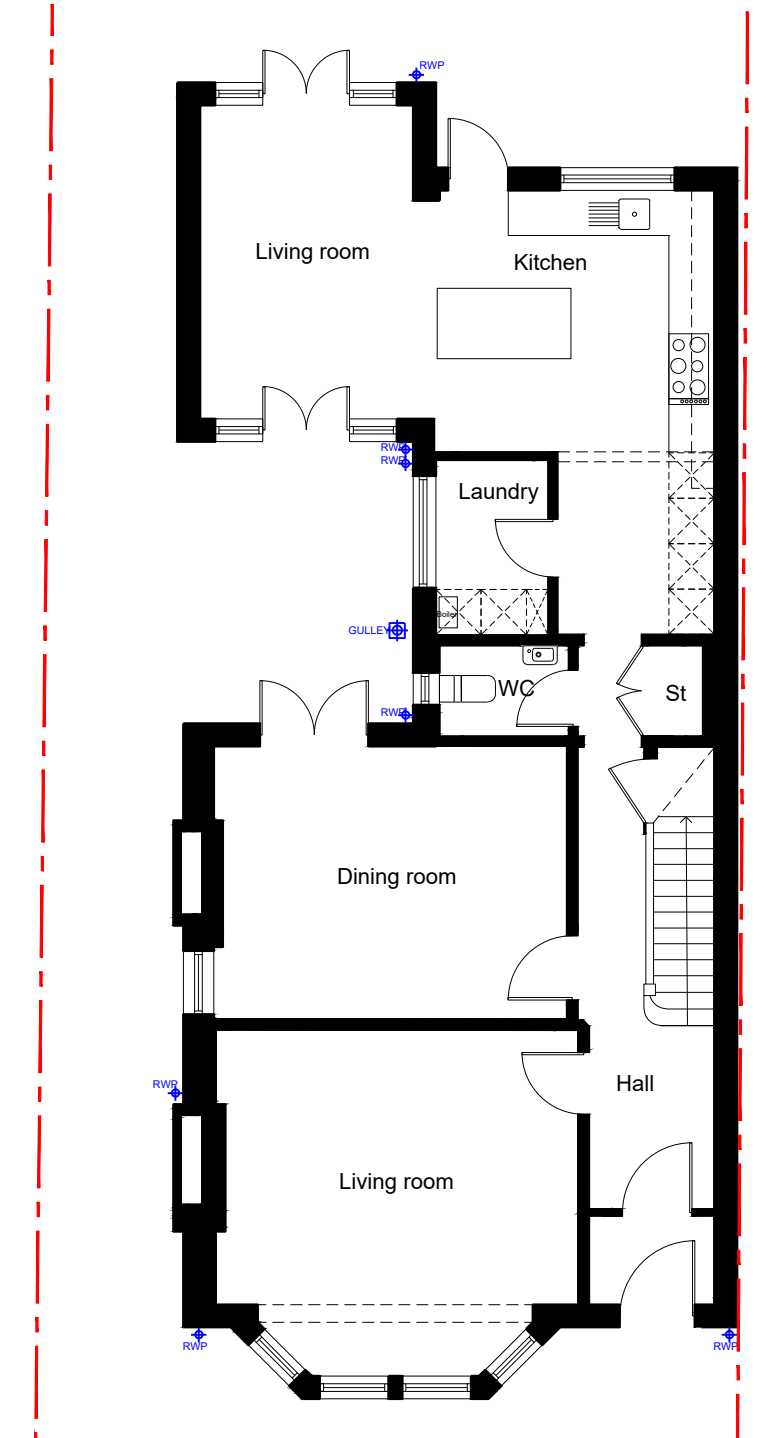 RWP
Living room
Kitchen
RWP
RWP
Laundry
Boiler
GULLEY
WC
St
RWP
Dining room
RWP
Hall
Living room
RWP
RWP